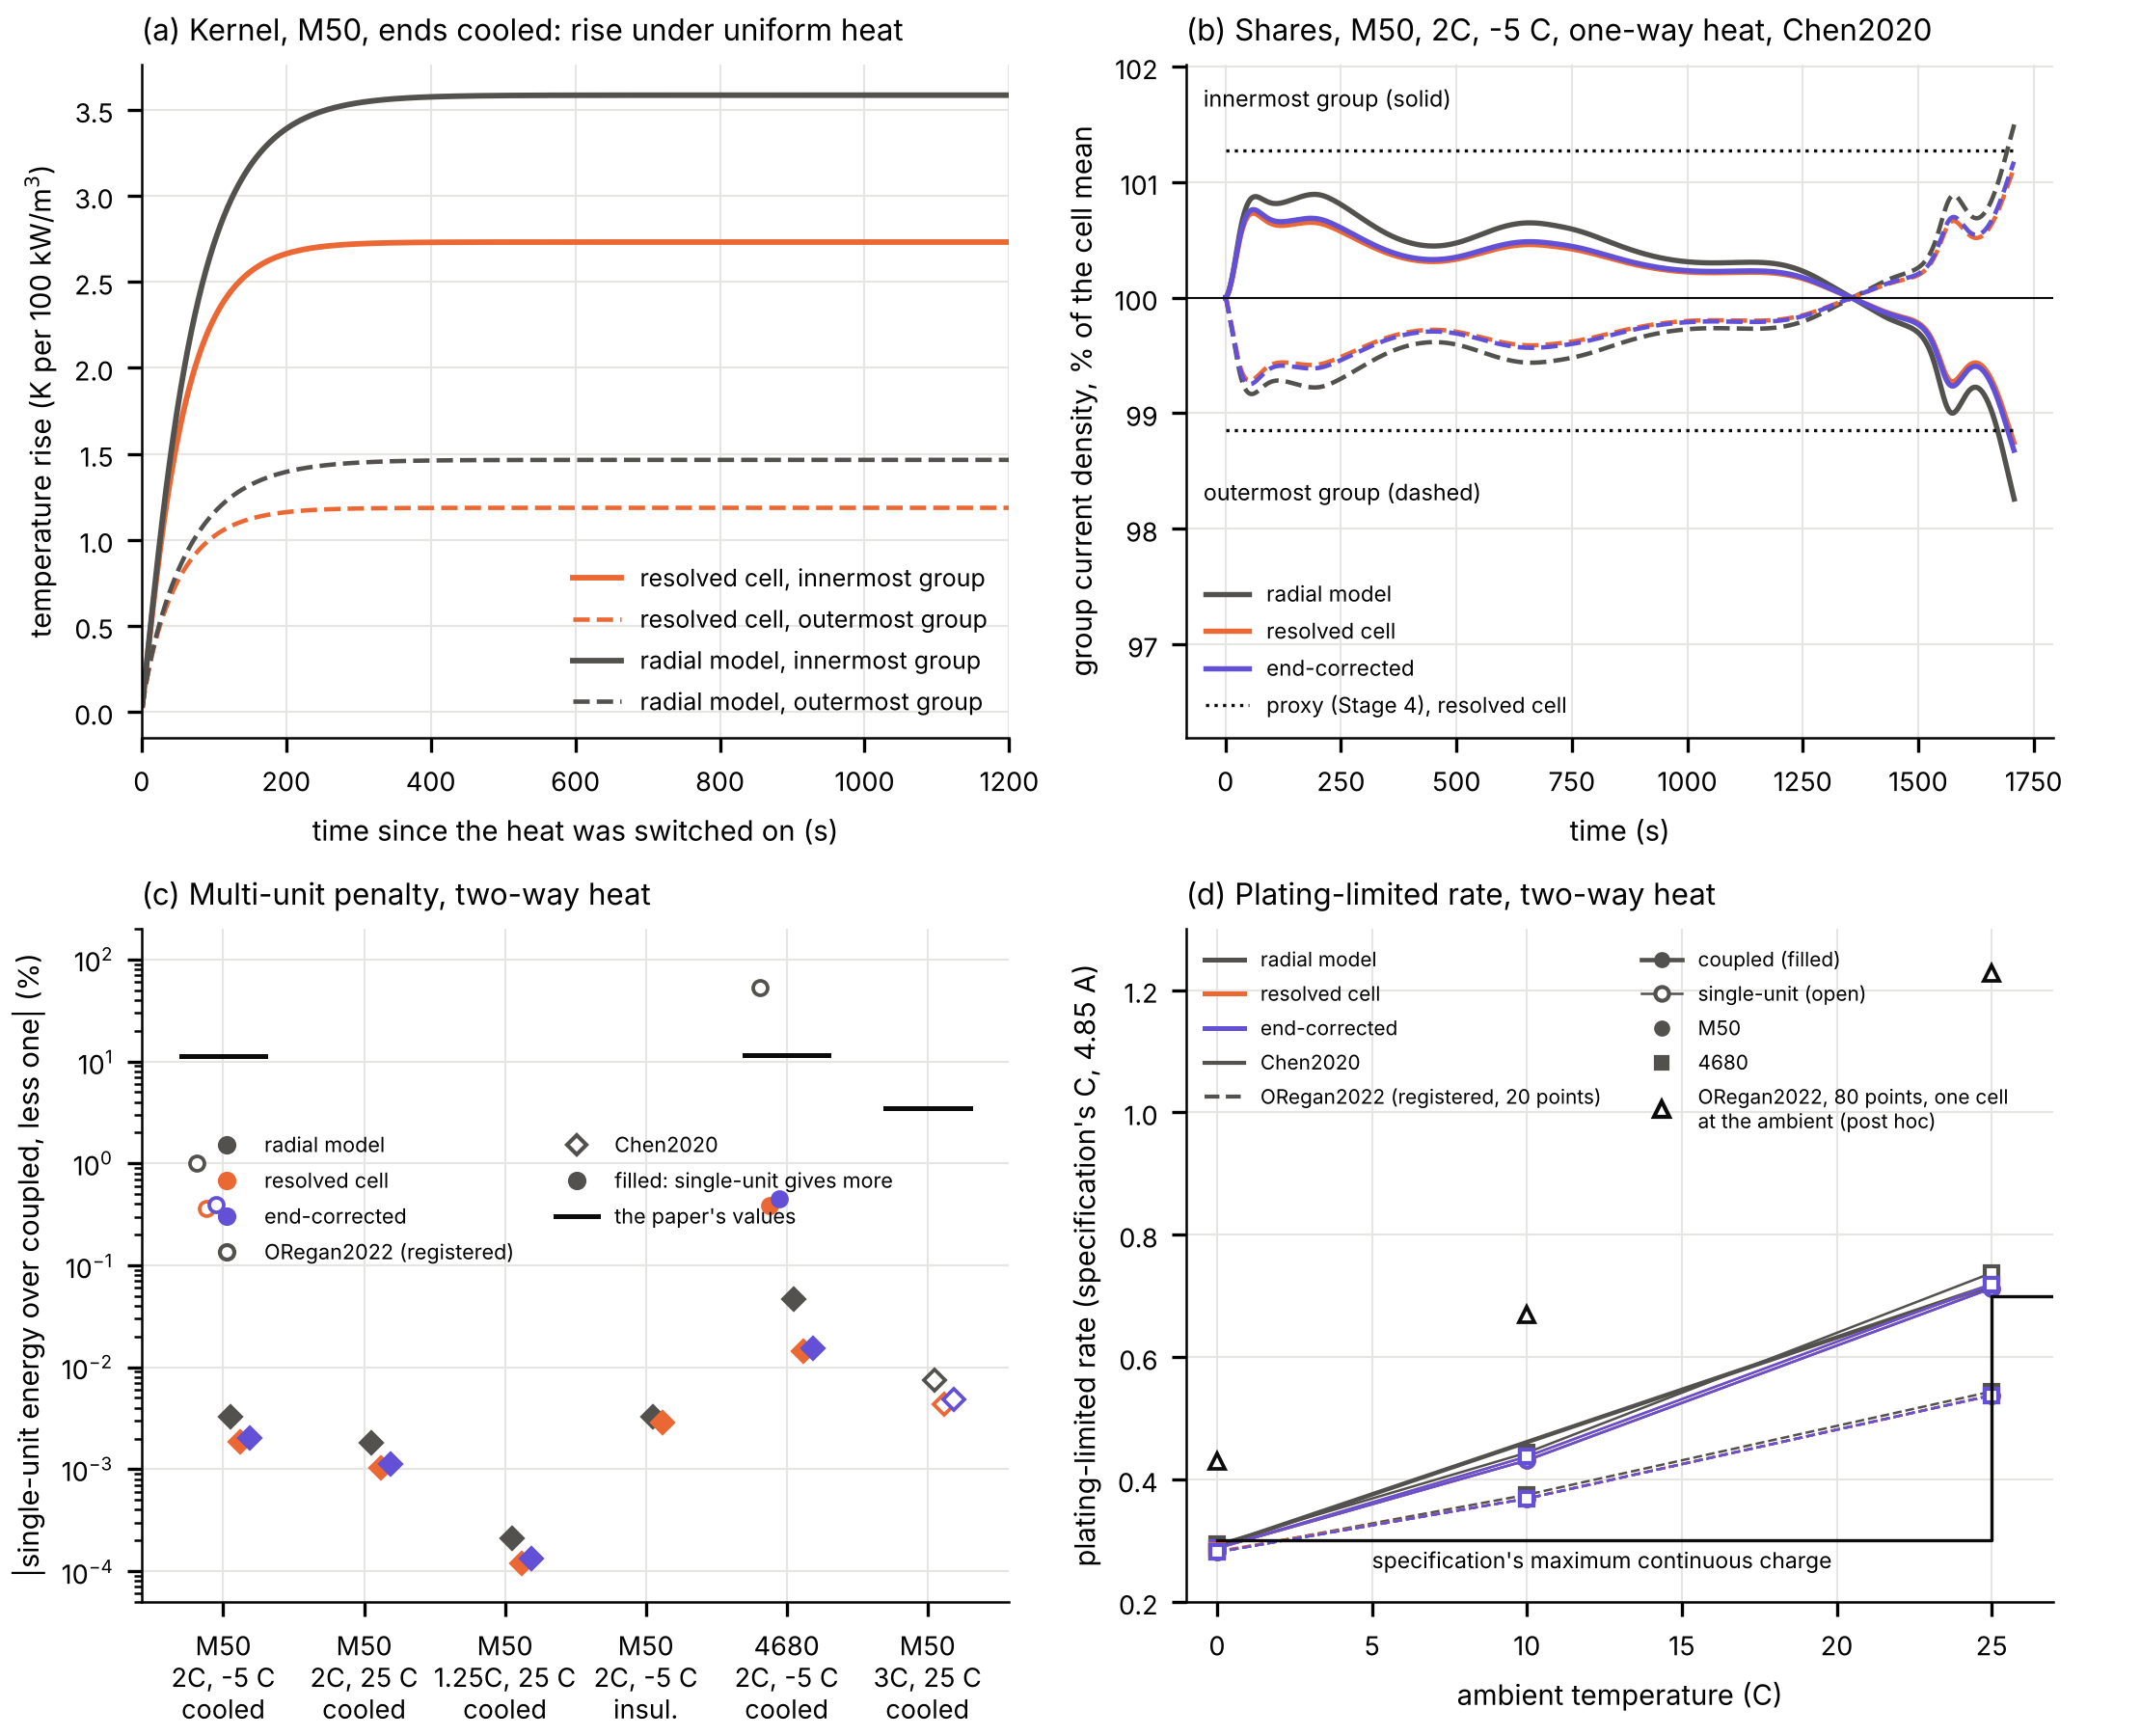 (a) Kernel, M50, ends cooled: rise under uniform heat
temperature rise (K per 100 kW/m³)
3.5
3.0
2.5
2.0
1.5
1.0
0.5
0.0
resolved cell, innermost group
resolved cell, outermost group
radial model, innermost group
radial model, outermost group
0 200 400 600 800 1000 1200
time since the heat was switched on (s)
(b) Shares, M50, 2C, -5 C, one-way heat, Chen2020
group current density, % of the cell mean
102
101
100
99
98
97
innermost group (solid)
outermost group (dashed)
radial model
resolved cell
end-corrected
proxy (Stage 4), resolved cell
0 250 500 750 1000 1250 1500 1750
time (s)
(c) Multi-unit penalty, two-way heat
|single-unit energy over coupled, less one| (%)
10²
10¹
10⁰
10⁻¹
10⁻²
10⁻³
10⁻⁴
radial model
resolved cell
end-corrected
ORegan2022 (registered)
Chen2020
filled: single-unit gives more
the paper's values
M50 M50 M50 M50 4680 M50
2C, -5 C 2C, 25 C 1.25C, 25 C 2C, -5 C 2C, -5 C 3C, 25 C
cooled cooled cooled insul. cooled cooled
(d) Plating-limited rate, two-way heat
plating-limited rate (specification's C, 4.85 A)
1.2
1.0
0.8
0.6
0.4
0.2
radial model
resolved cell
end-corrected
Chen2020
ORegan2022 (registered, 20 points)
coupled (filled)
single-unit (open)
M50
4680
ORegan2022, 80 points, one cell
at the ambient (post hoc)
specification's maximum continuous charge
0 5 10 15 20 25
ambient temperature (C)